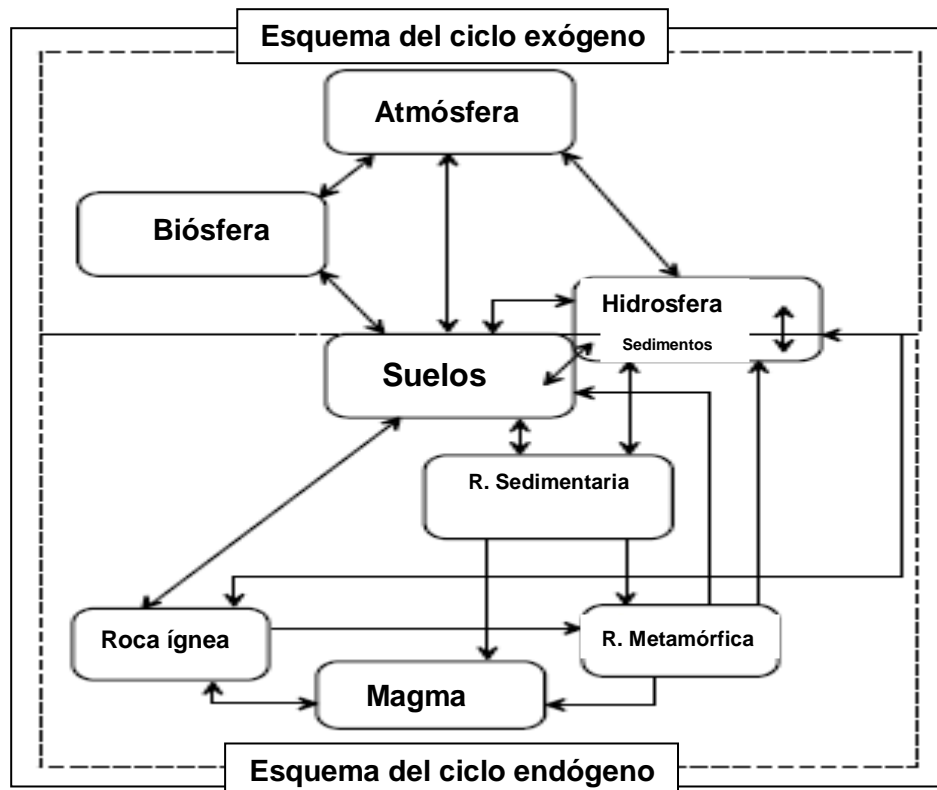 Esquema del ciclo exógeno
Atmósfera
Biósfera
Hidrosfera
Sedimentos
Suelos
R. Sedimentaria
Roca ígnea
R. Metamórfica
Magma
Esquema del ciclo endógeno